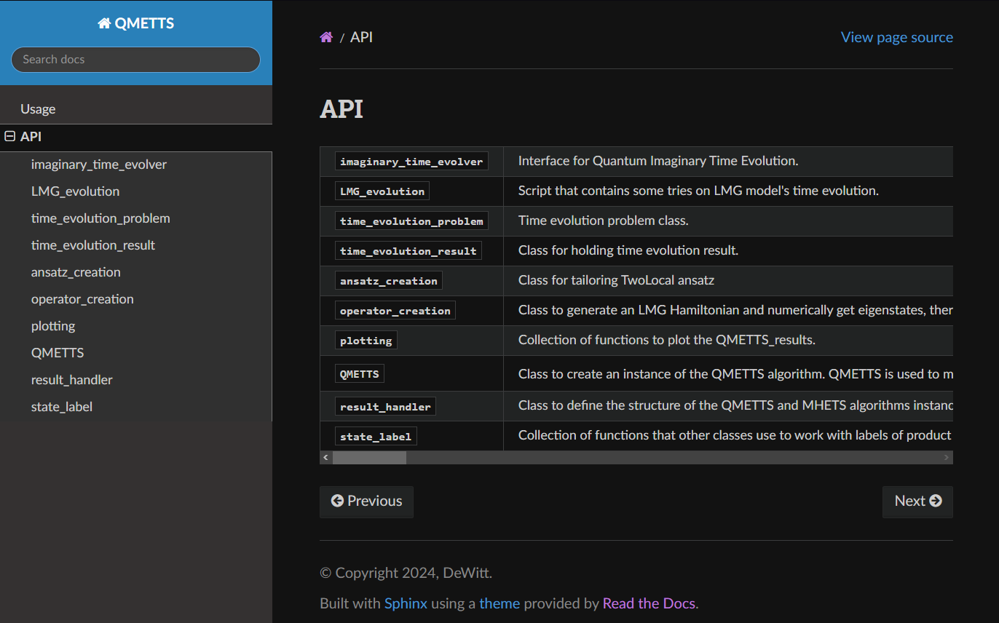 QMETTS
Search docs
Usage
API
imaginary_time_evolver
LMG_evolution
time_evolution_problem
time_evolution_result
ansatz_creation
operator_creation
plotting
QMETTS
result_handler
state_label
/ API
View page source
API
imaginary_time_evolver Interface for Quantum Imaginary Time Evolution.
LMG_evolution Script that contains some tries on LMG model's time evolution.
time_evolution_problem Time evolution problem class.
time_evolution_result Class for holding time evolution result.
ansatz_creation Class for tailoring TwoLocal ansatz
operator_creation Class to generate an LMG Hamiltonian and numerically get eigenstates, ther
plotting Collection of functions to plot the QMETTS_results.
QMETTS Class to create an instance of the QMETTS algorithm. QMETTS is used to m
result_handler Class to define the structure of the QMETTS and MHETS algorithms instanc
state_label Collection of functions that other classes use to work with labels of product
Previous
Next
© Copyright 2024, DeWitt.
Built with Sphinx using a theme provided by Read the Docs.